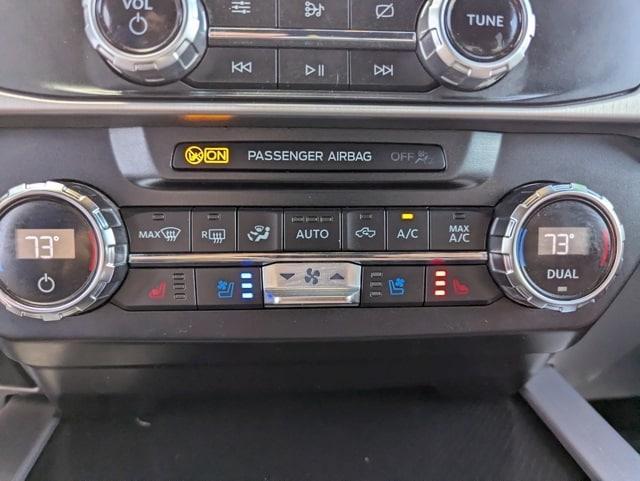 VOL
TUNE
ON PASSENGER AIRBAG OFF
MAX R AUTO A/C MAX A/C
73° 73°
DUAL